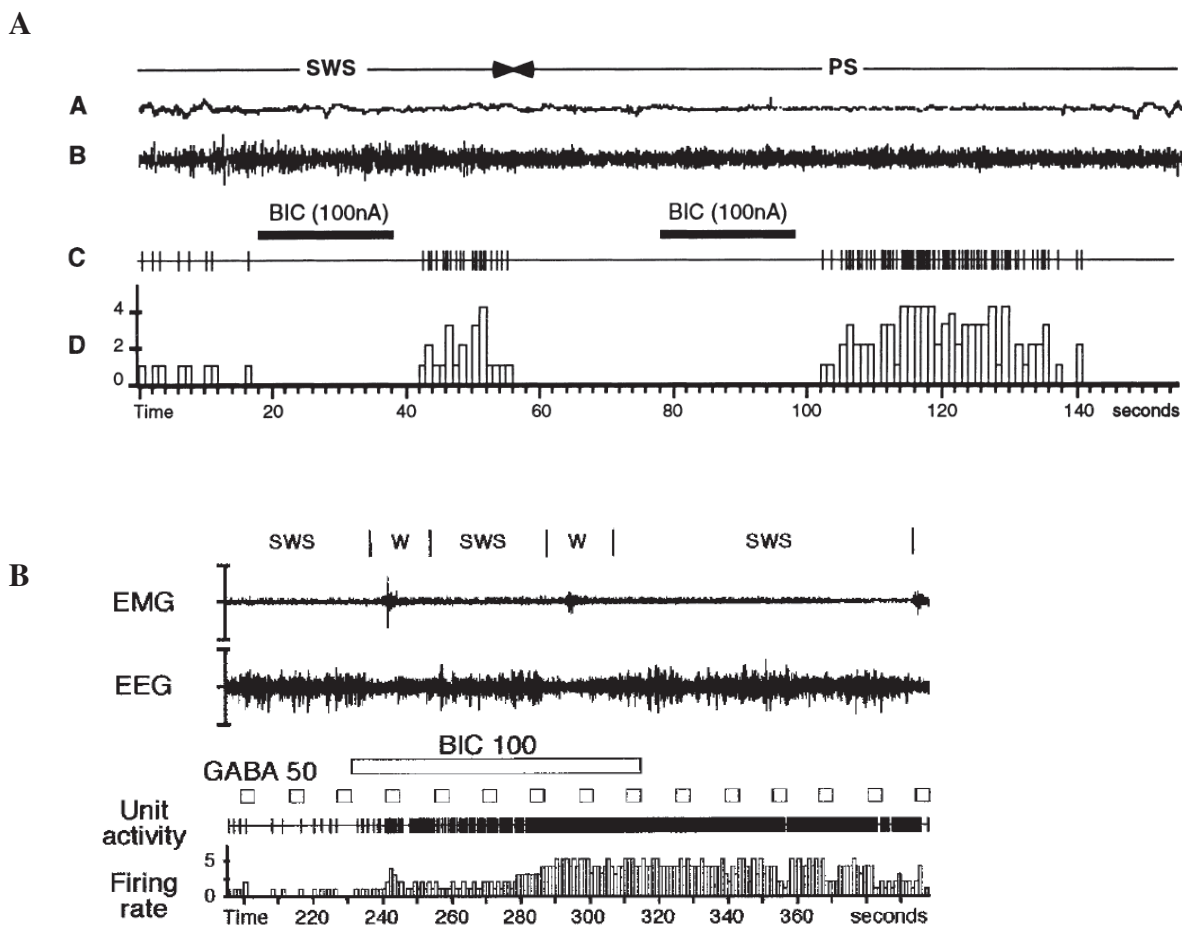 A
SWS PS
A
B
BIC (100nA) BIC (100nA)
C
4
2
D
0
Time 20 40 60 80 100 120 140 seconds
SWS W SWS W SWS
B
EMG
EEG
BIC 100
GABA 50
Unit
activity
5
Firing
0
rate
Time 220 240 260 280 300 320 340 360 seconds